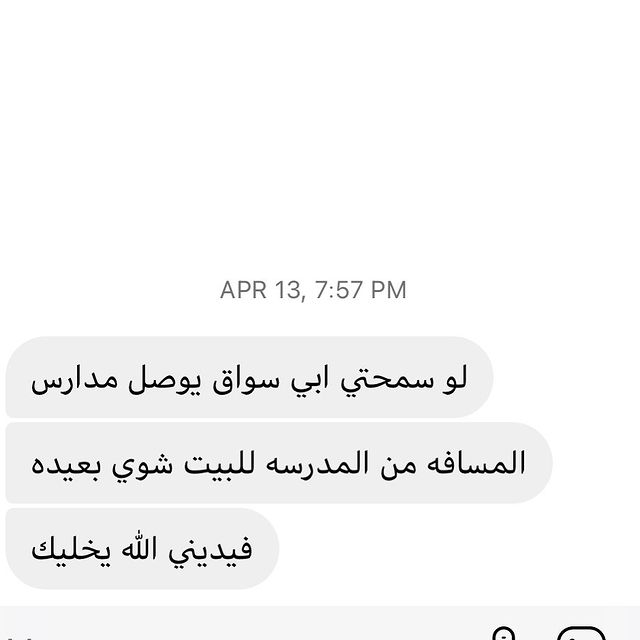 APR 13, 7:57 PM
لو سمحتي ابي سواق يوصل مدارس
المسافه من المدرسه للبيت شوي بعيده
فيديني الله يخليك